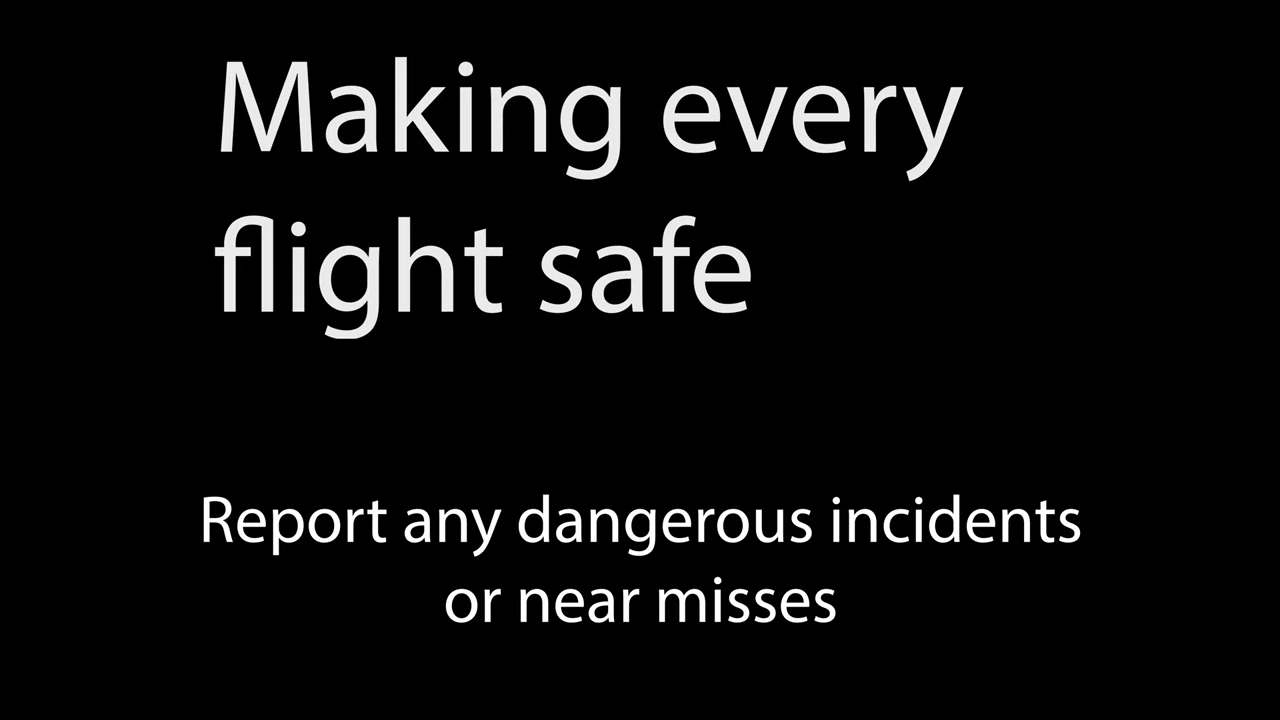 Making every
flight safe
Report any dangerous incidents
or near misses